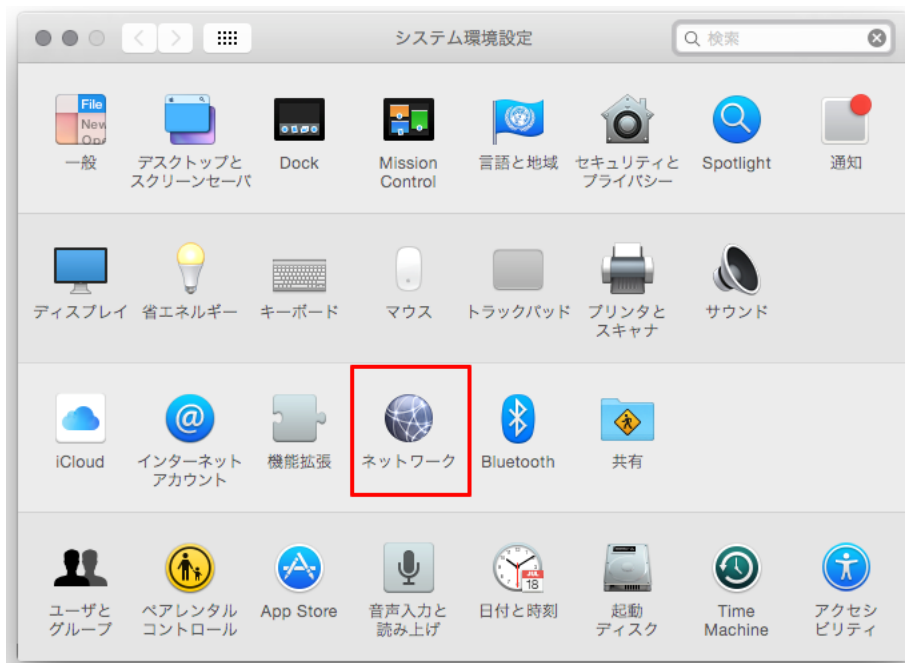 システム環境設定
検索
File
New
Ope
一般
デスクトップと
スクリーンセーバ
Dock
Mission
Control
言語と地域
セキュリティと
プライバシー
Spotlight
通知
ディスプレイ
省エネルギー
キーボード
マウス
トラックパッド
プリンタと
スキャナ
サウンド
iCloud
インターネット
アカウント
機能拡張
ネットワーク
Bluetooth
共有
ユーザと
グループ
ペアレンタル
コントロール
App Store
音声入力と
読み上げ
JUL
18
日付と時刻
起動
ディスク
Time
Machine
アクセシ
ビリティ